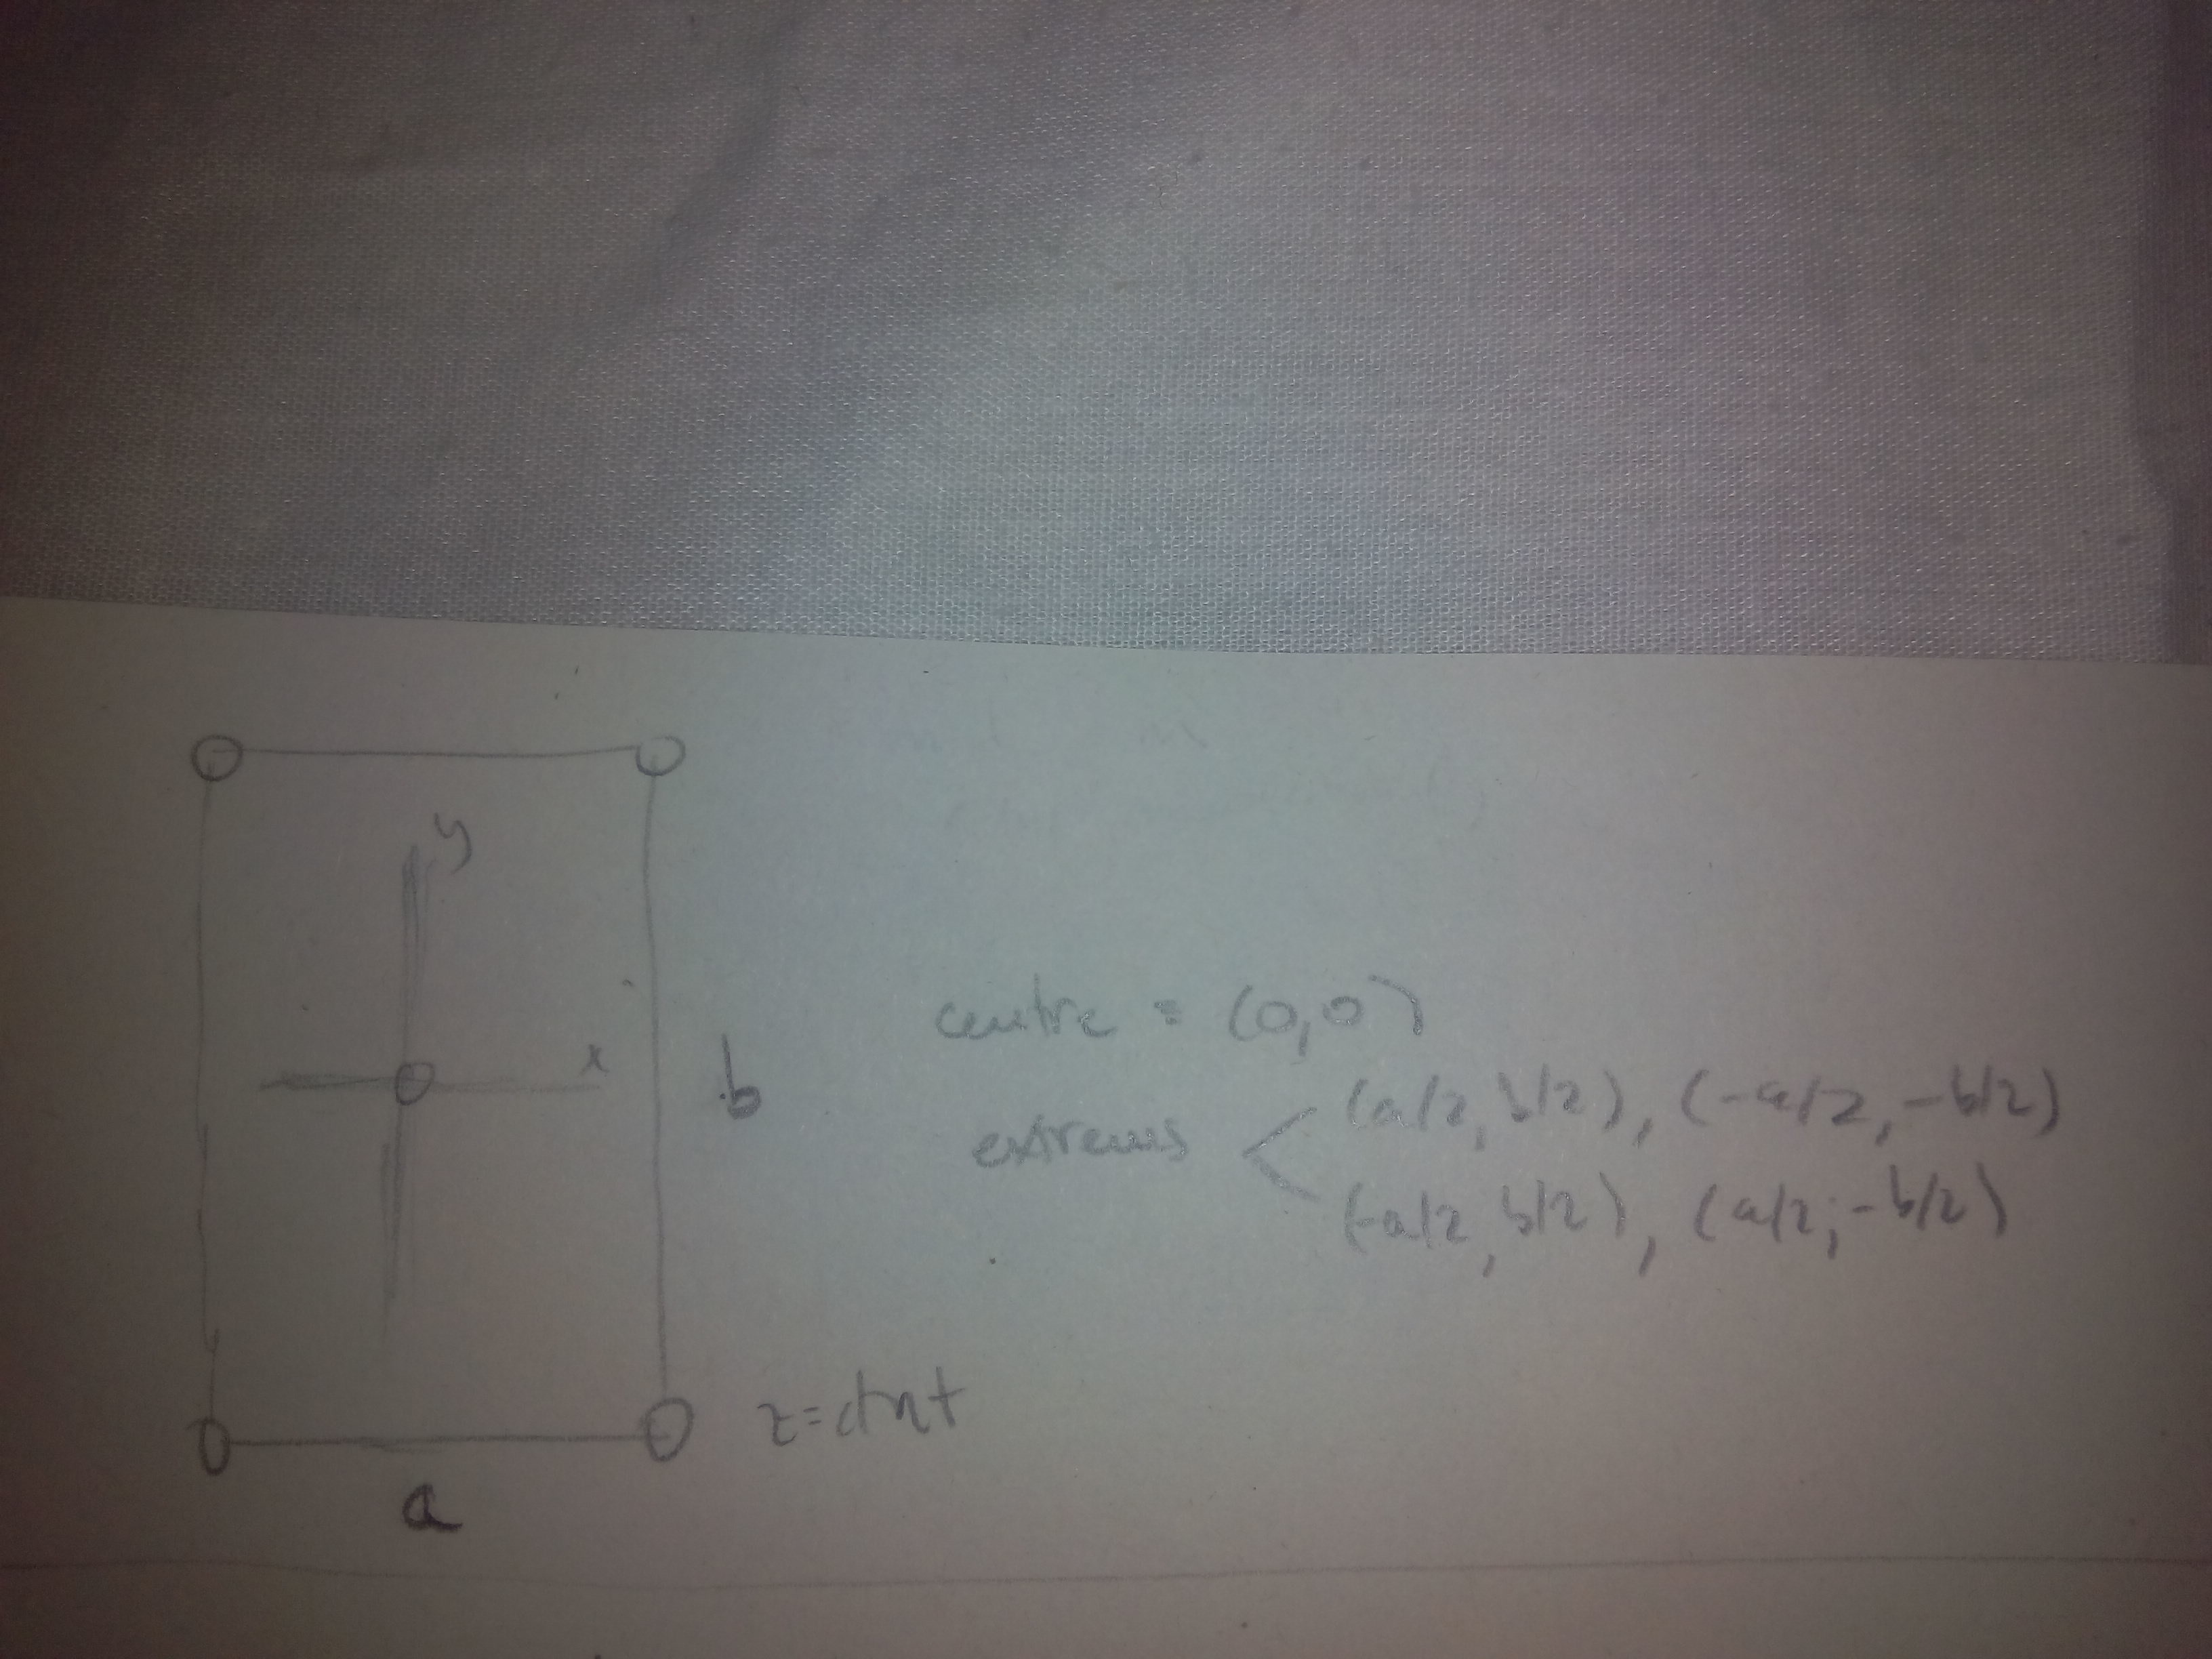 y
x
b
centre = (0,0)
extrems < (a/2, b/2), (-a/2, -b/2)
(-a/2, b/2), (a/2, -b/2)
z=ctnt
a